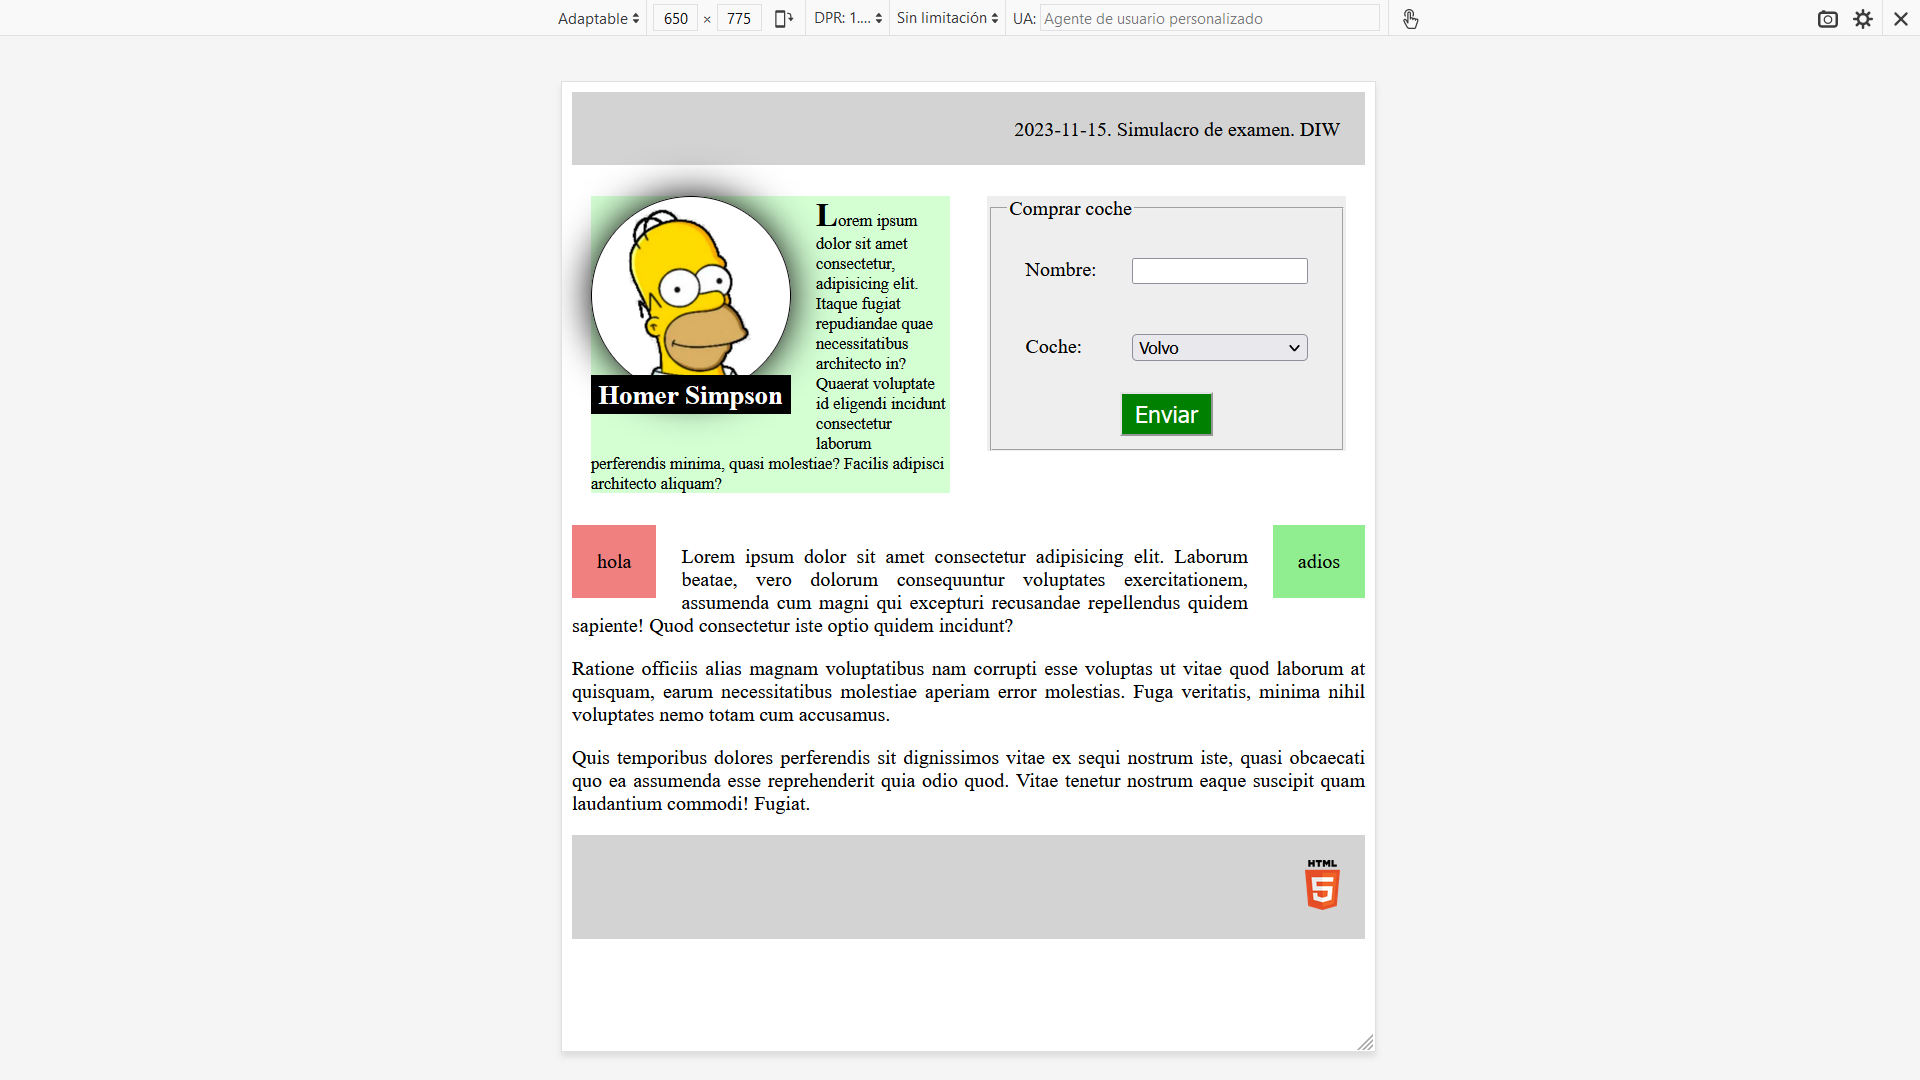 Adaptable 650 × 775 DPR: 1.... Sin limitación UA: Agente de usuario personalizado
2023-11-15. Simulacro de examen. DIW
Homer Simpson
Lorem ipsum
dolor sit amet
consectetur,
adipisicing elit.
Itaque fugiat
repudiandae quae
necessitatibus
architecto in?
Quaerat voluptate
id eligendi incidunt
consectetur
laborum
perferendis minima, quasi molestiae? Facilis adipisci
architecto aliquam?
Comprar coche
Nombre:
Coche: Volvo
Enviar
hola
adios
Lorem ipsum dolor sit amet consectetur adipisicing elit. Laborum
beatae, vero dolorum consequuntur voluptates exercitationem,
assumenda cum magni qui excepturi recusandae repellendus quidem
sapiente! Quod consectetur iste optio quidem incidunt?
Ratione officiis alias magnam voluptatibus nam corrupti esse voluptas ut vitae quod laborum at
quisquam, earum necessitatibus molestiae aperiam error molestias. Fuga veritatis, minima nihil
voluptates nemo totam cum accusamus.
Quis temporibus dolores perferendis sit dignissimos vitae ex sequi nostrum iste, quasi obcaecati
quo ea assumenda esse reprehenderit quia odio quod. Vitae tenetur nostrum eaque suscipit quam
laudantium commodi! Fugiat.
HTML
5